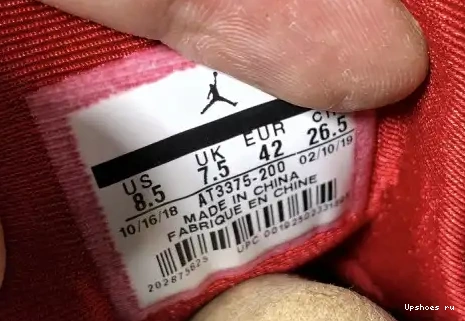 US UK EUR
8.5 7.5 42 26.5
10/16/18 AT3375-200 02/10/19
MADE IN CHINA
FABRIQUE EN CHINE
Upshoes ru